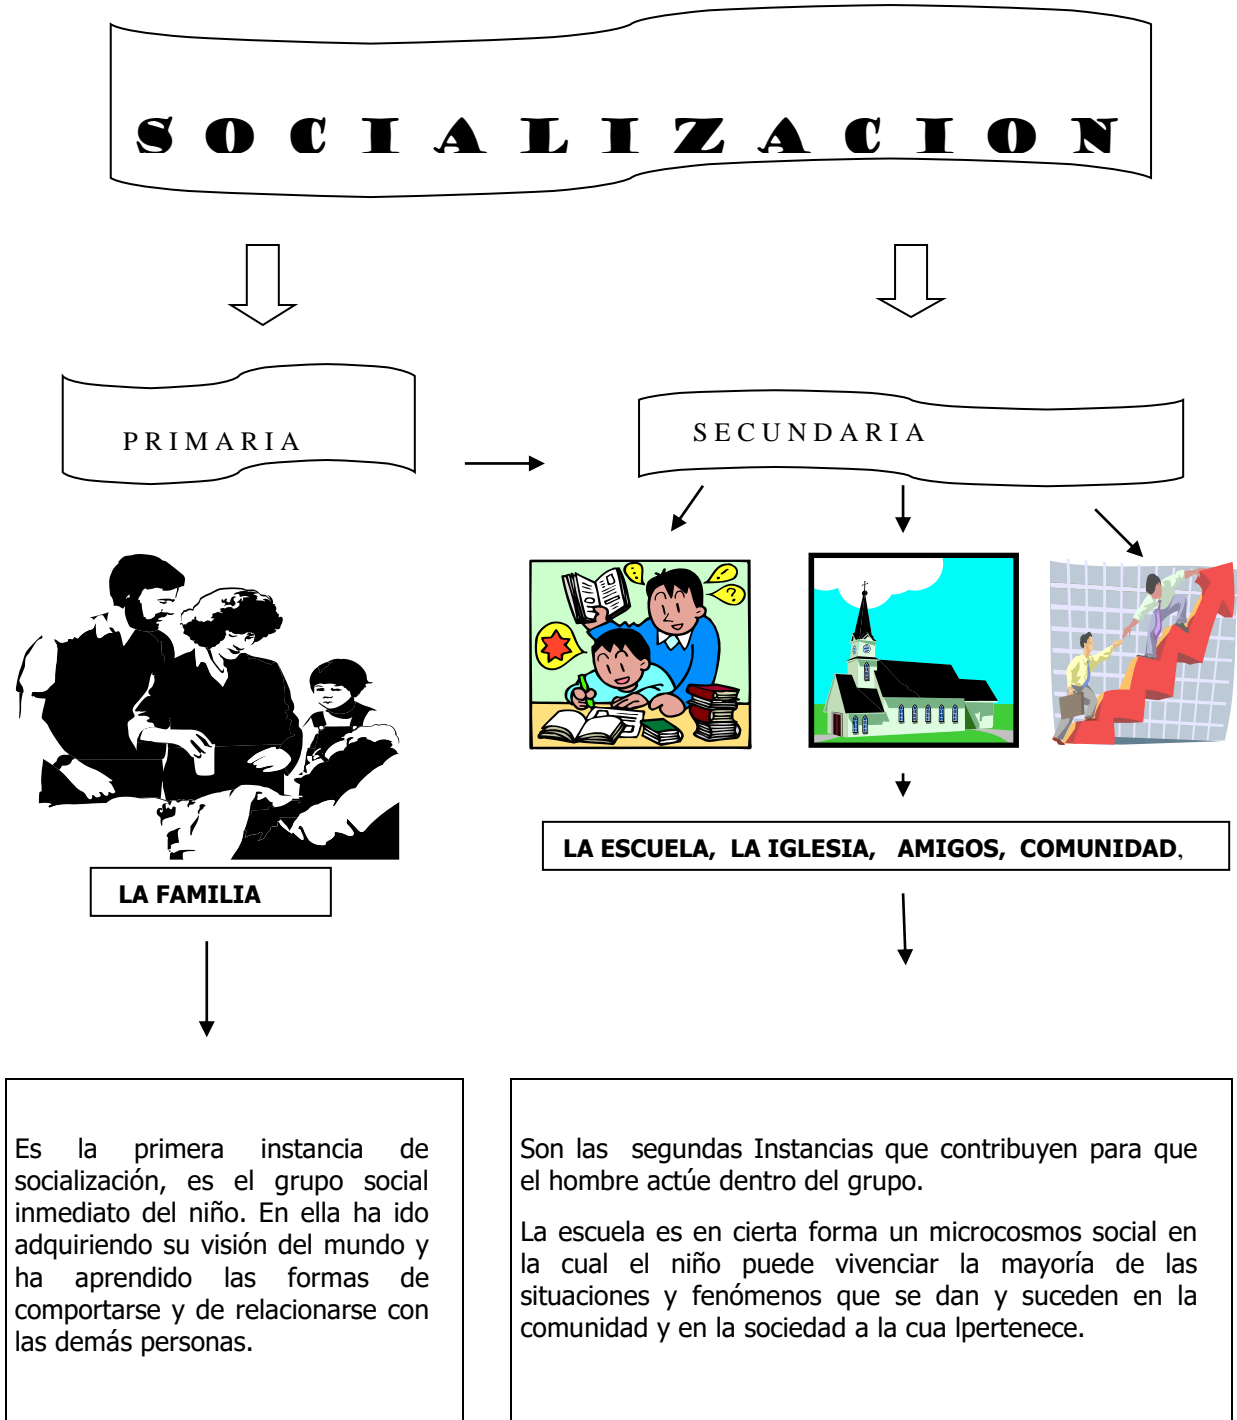 SOCIALIZACION
PRIMARIA
SECUNDARIA
LA ESCUELA, LA IGLESIA, AMIGOS, COMUNIDAD,
LA FAMILIA
Es la primera instancia de
socialización, es el grupo social
inmediato del niño. En ella ha ido
adquiriendo su visión del mundo y
ha aprendido las formas de
comportarse y de relacionarse con
las demás personas.
Son las segundas Instancias que contribuyen para que
el hombre actúe dentro del grupo.
La escuela es en cierta forma un microcosmos social en
la cual el niño puede vivenciar la mayoría de las
situaciones y fenómenos que se dan y suceden en la
comunidad y en la sociedad a la cua lpertenece.